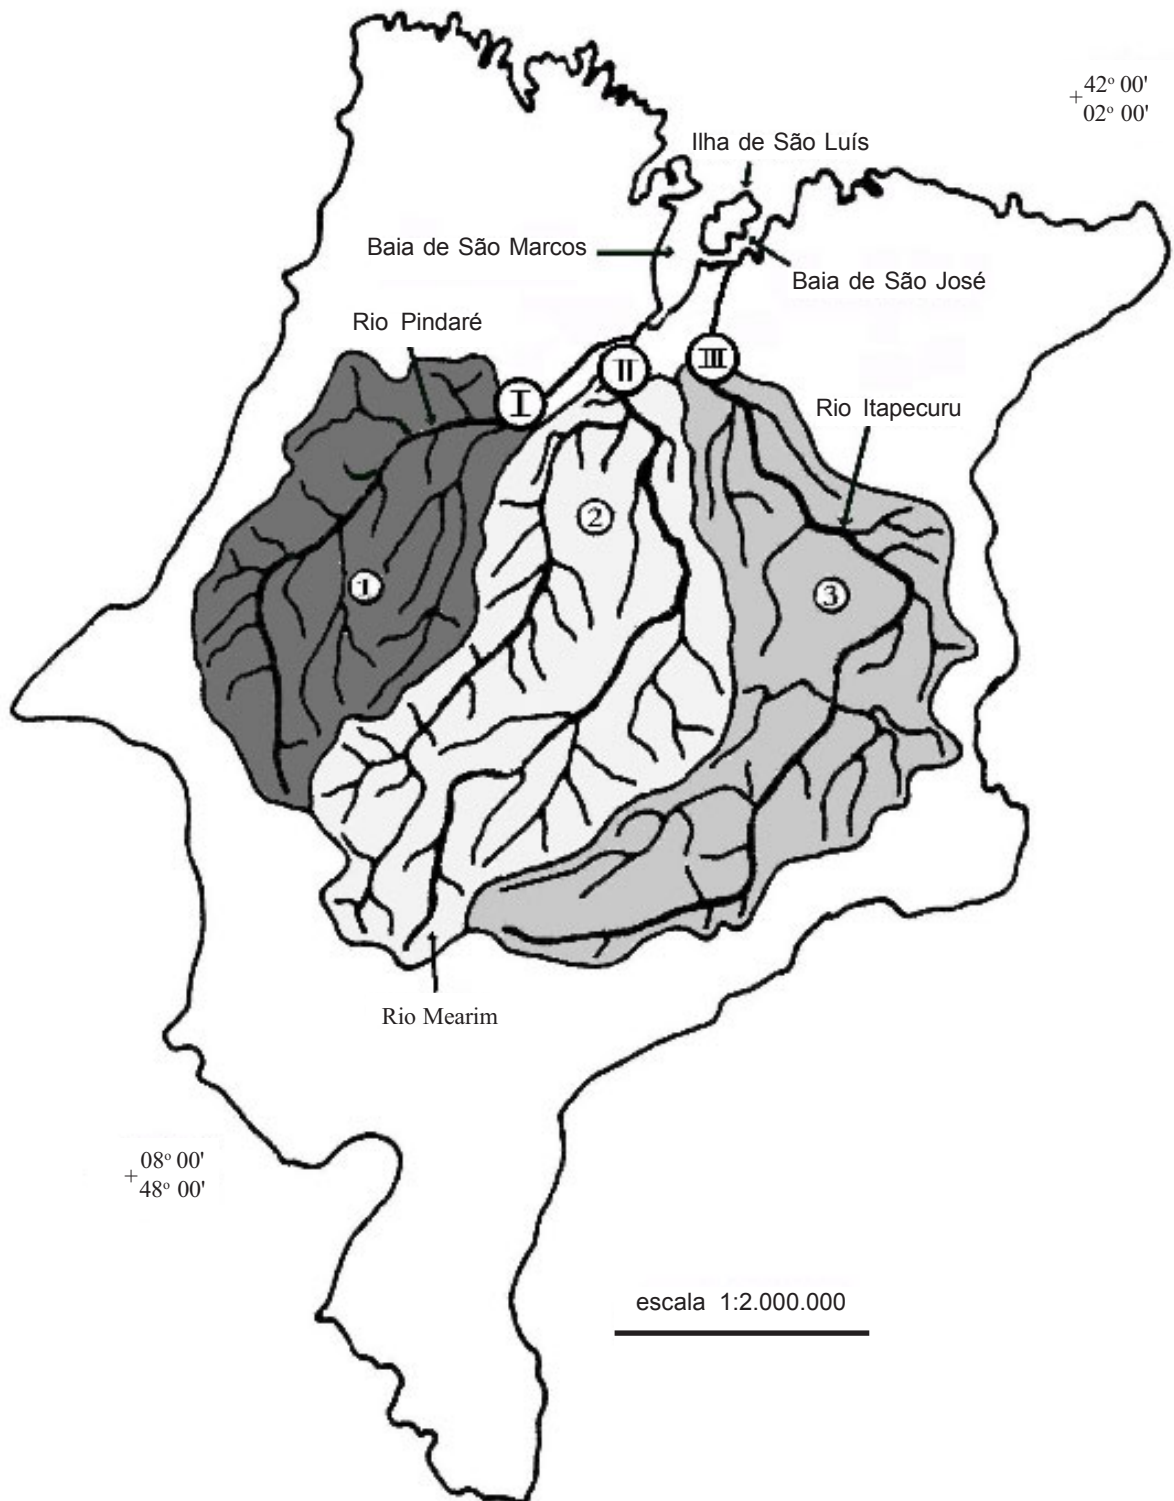 +42º 00'
02º 00'
Ilha de São Luís
Baia de São Marcos
Baia de São José
Rio Pindaré
I
II
III
Rio Itapecuru
2
1
3
Rio Mearim
+08º 00'
48º 00'
escala 1:2.000.000